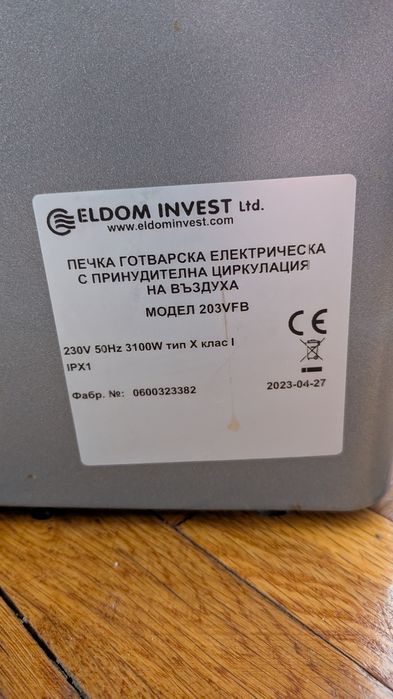 ELDOM INVEST Ltd.
www.eldominvest.com
ПЕЧКА ГОТВАРСКА ЕЛЕКТРИЧЕСКА
С ПРИНУДИТЕЛНА ЦИРКУЛАЦИЯ
НА ВЪЗДУХА
МОДЕЛ 203VFB
CE
230V 50Hz 3100W тип X клас I
IPX1
Фабр. №: 0600323382
2023-04-27